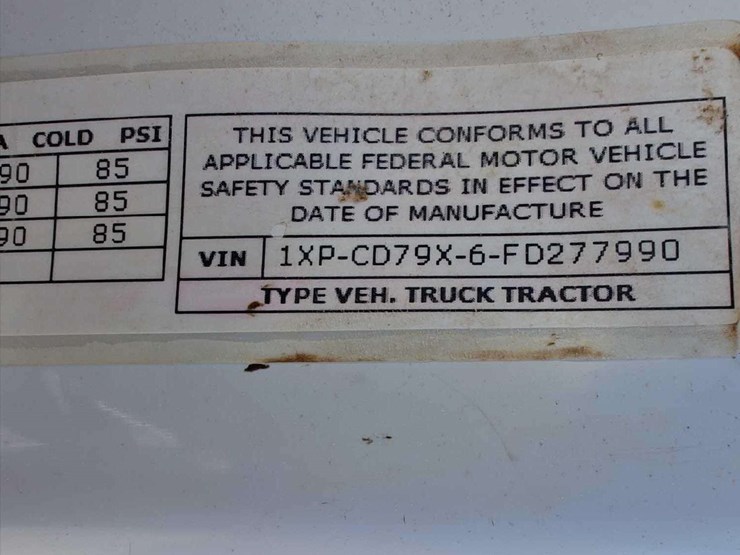 COLD PSI
90 85
90 85
90 85
THIS VEHICLE CONFORMS TO ALL
APPLICABLE FEDERAL MOTOR VEHICLE
SAFETY STANDARDS IN EFFECT ON THE
DATE OF MANUFACTURE
VIN 1XP-CD79X-6-FD277990
TYPE VEH. TRUCK TRACTOR